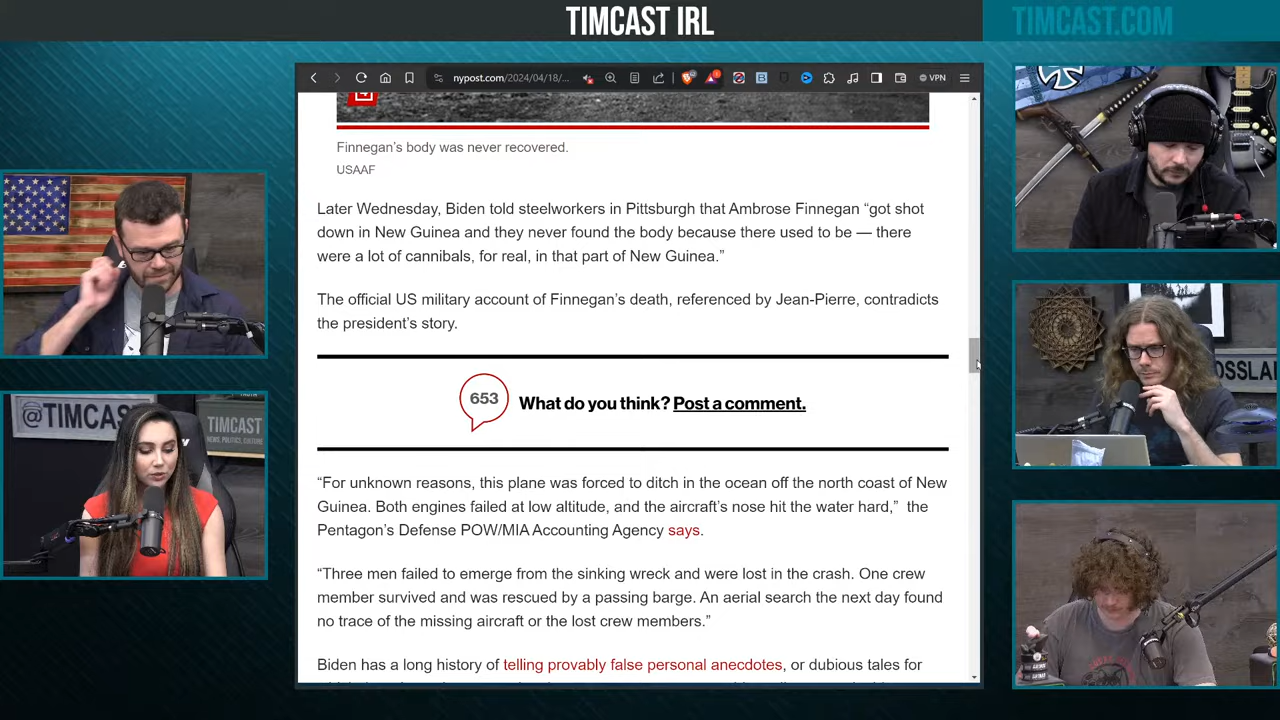 TIMCAST IRL
TIMCAST.COM
nypost.com/2024/04/18/...
VPN
Finnegan's body was never recovered.
USAAF
Later Wednesday, Biden told steelworkers in Pittsburgh that Ambrose Finnegan “got shot
down in New Guinea and they never found the body because there used to be — there
were a lot of cannibals, for real, in that part of New Guinea.”
The official US military account of Finnegan's death, referenced by Jean-Pierre, contradicts
the president's story.
653
What do you think? Post a comment.
“For unknown reasons, this plane was forced to ditch in the ocean off the north coast of New
Guinea. Both engines failed at low altitude, and the aircraft's nose hit the water hard,” the
Pentagon's Defense POW/MIA Accounting Agency says.
“Three men failed to emerge from the sinking wreck and were lost in the crash. One crew
member survived and was rescued by a passing barge. An aerial search the next day found
no trace of the missing aircraft or the lost crew members.”
Biden has a long history of telling provably false personal anecdotes, or dubious tales for
@TIMCAS
TIMCAST
NEWS, POLITICS, CULTURE